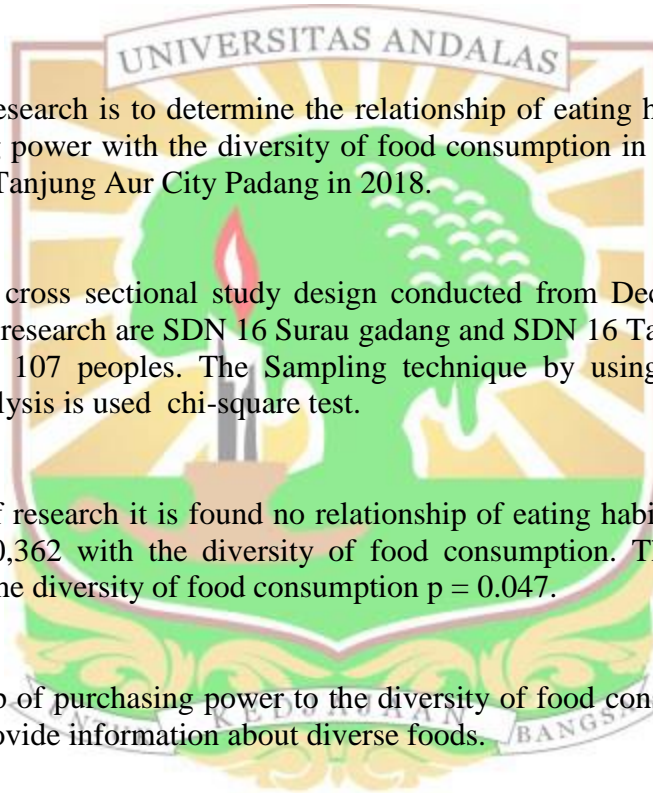 UNIVERSITAS ANDALAS
esearch is to determine the relationship of eating h
power with the diversity of food consumption in
Tanjung Aur City Padang in 2018.
cross sectional study design conducted from Dec
research are SDN 16 Surau gadang and SDN 16 Ta
107 peoples. The Sampling technique by using
lysis is used chi-square test.
f research it is found no relationship of eating habi
0,362 with the diversity of food consumption. T
he diversity of food consumption p = 0.047.
p of purchasing power to the diversity of food con
ovide information about diverse foods.
KEDJAJAAN BANGSA